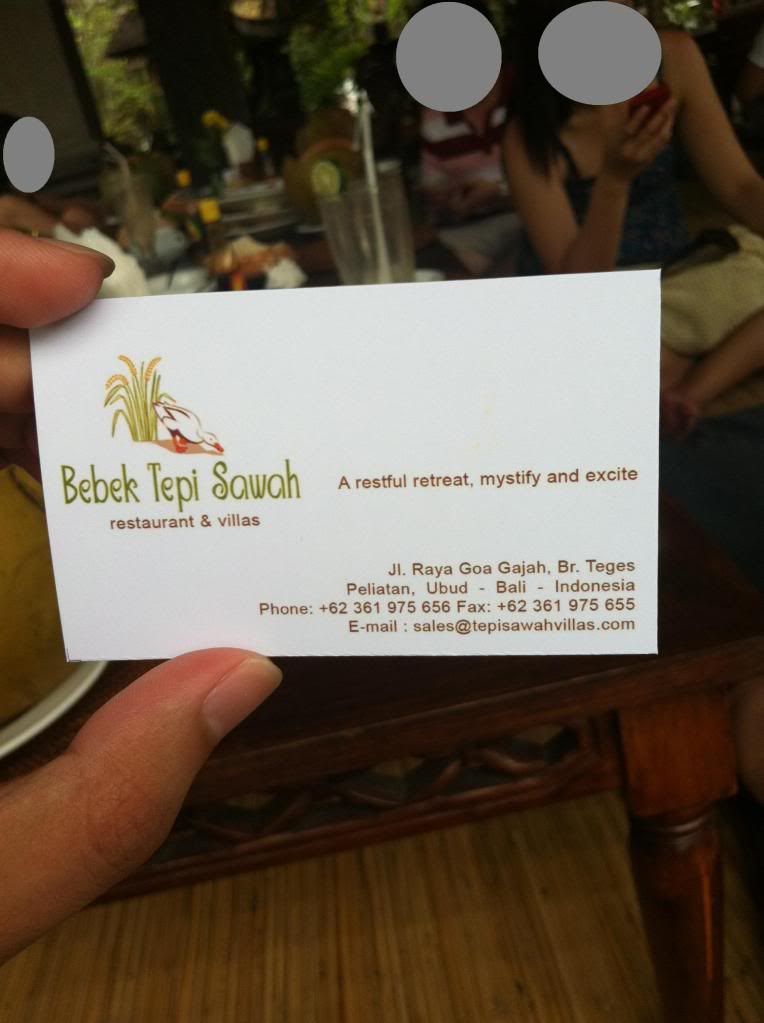 Bebek Tepi Sawah
restaurant & villas
A restful retreat, mystify and excite
Jl. Raya Goa Gajah, Br. Teges
Peliatan, Ubud - Bali - Indonesia
Phone: +62 361 975 656 Fax: +62 361 975 655
E-mail : sales@tepisawahvillas.com